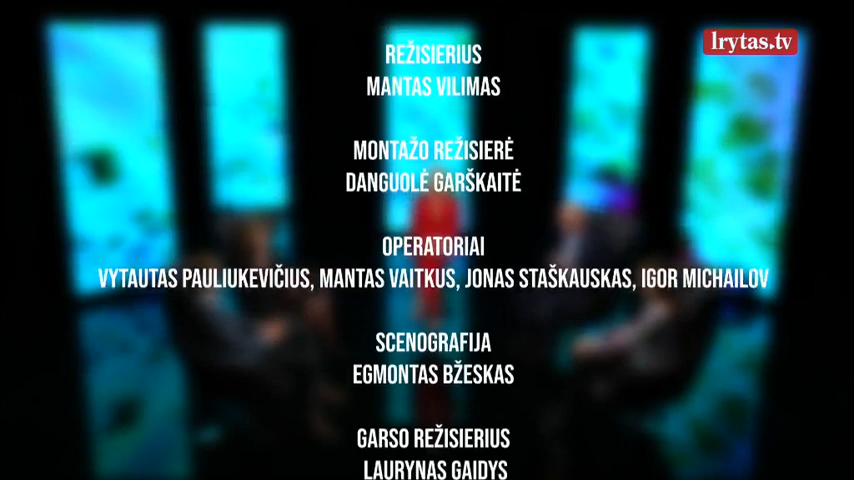 lrytas.tv
REŽISIERIUS
MANTAS VILIMAS
MONTAŽO REŽISIERĖ
DANGUOLĖ GARŠKAITĖ
OPERATORIAI
VYTAUTAS PAULIUKEVIČIUS, MANTAS VAITKUS, JONAS STAŠKAUSKAS, IGOR MICHAILOV
SCENOGRAFIJA
EGMONTAS BŽESKAS
GARSO REŽISIERIUS
LAURYNAS GAIDYS